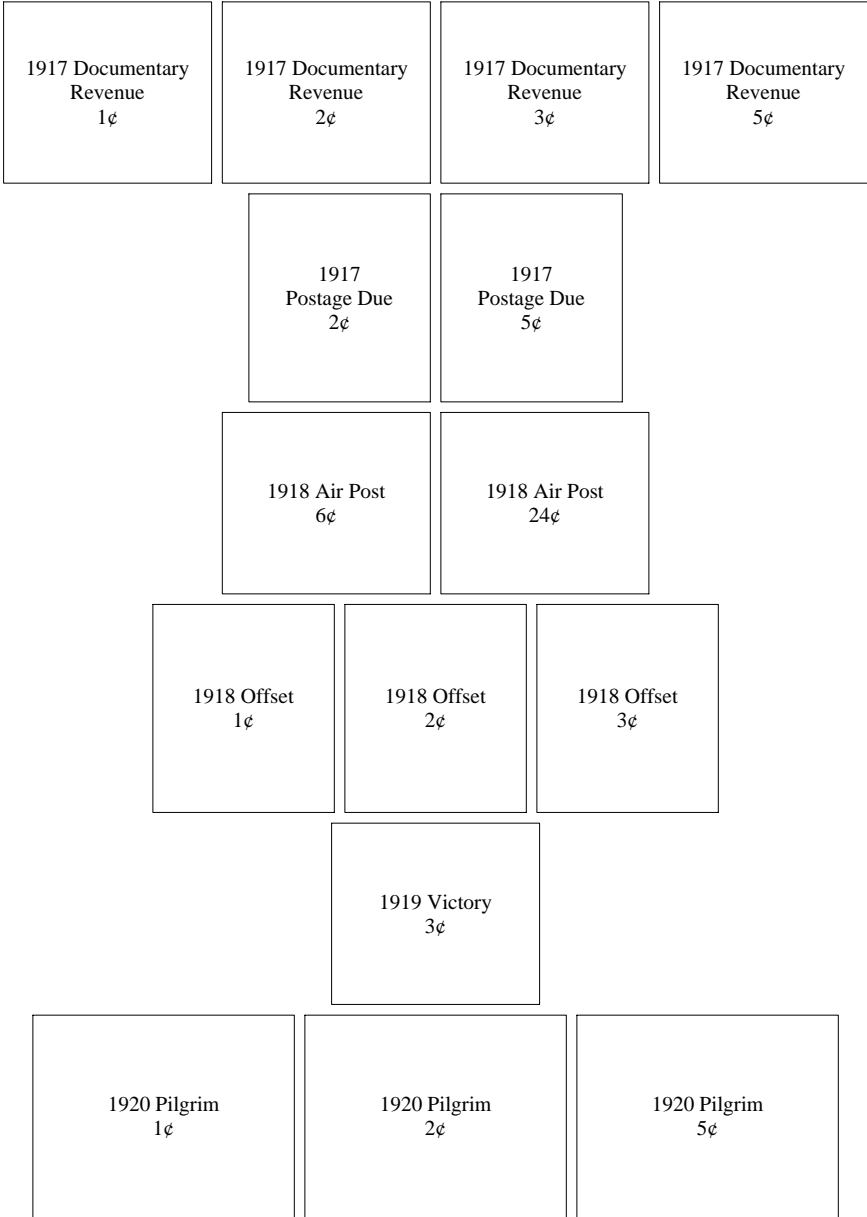 1917 Documentary
Revenue
1¢
1917 Documentary
Revenue
2¢
1917 Documentary
Revenue
3¢
1917 Documentary
Revenue
5¢
1917
Postage Due
2¢
1917
Postage Due
5¢
1918 Air Post
6¢
1918 Air Post
24¢
1918 Offset
1¢
1918 Offset
2¢
1918 Offset
3¢
1919 Victory
3¢
1920 Pilgrim
1¢
1920 Pilgrim
2¢
1920 Pilgrim
5¢